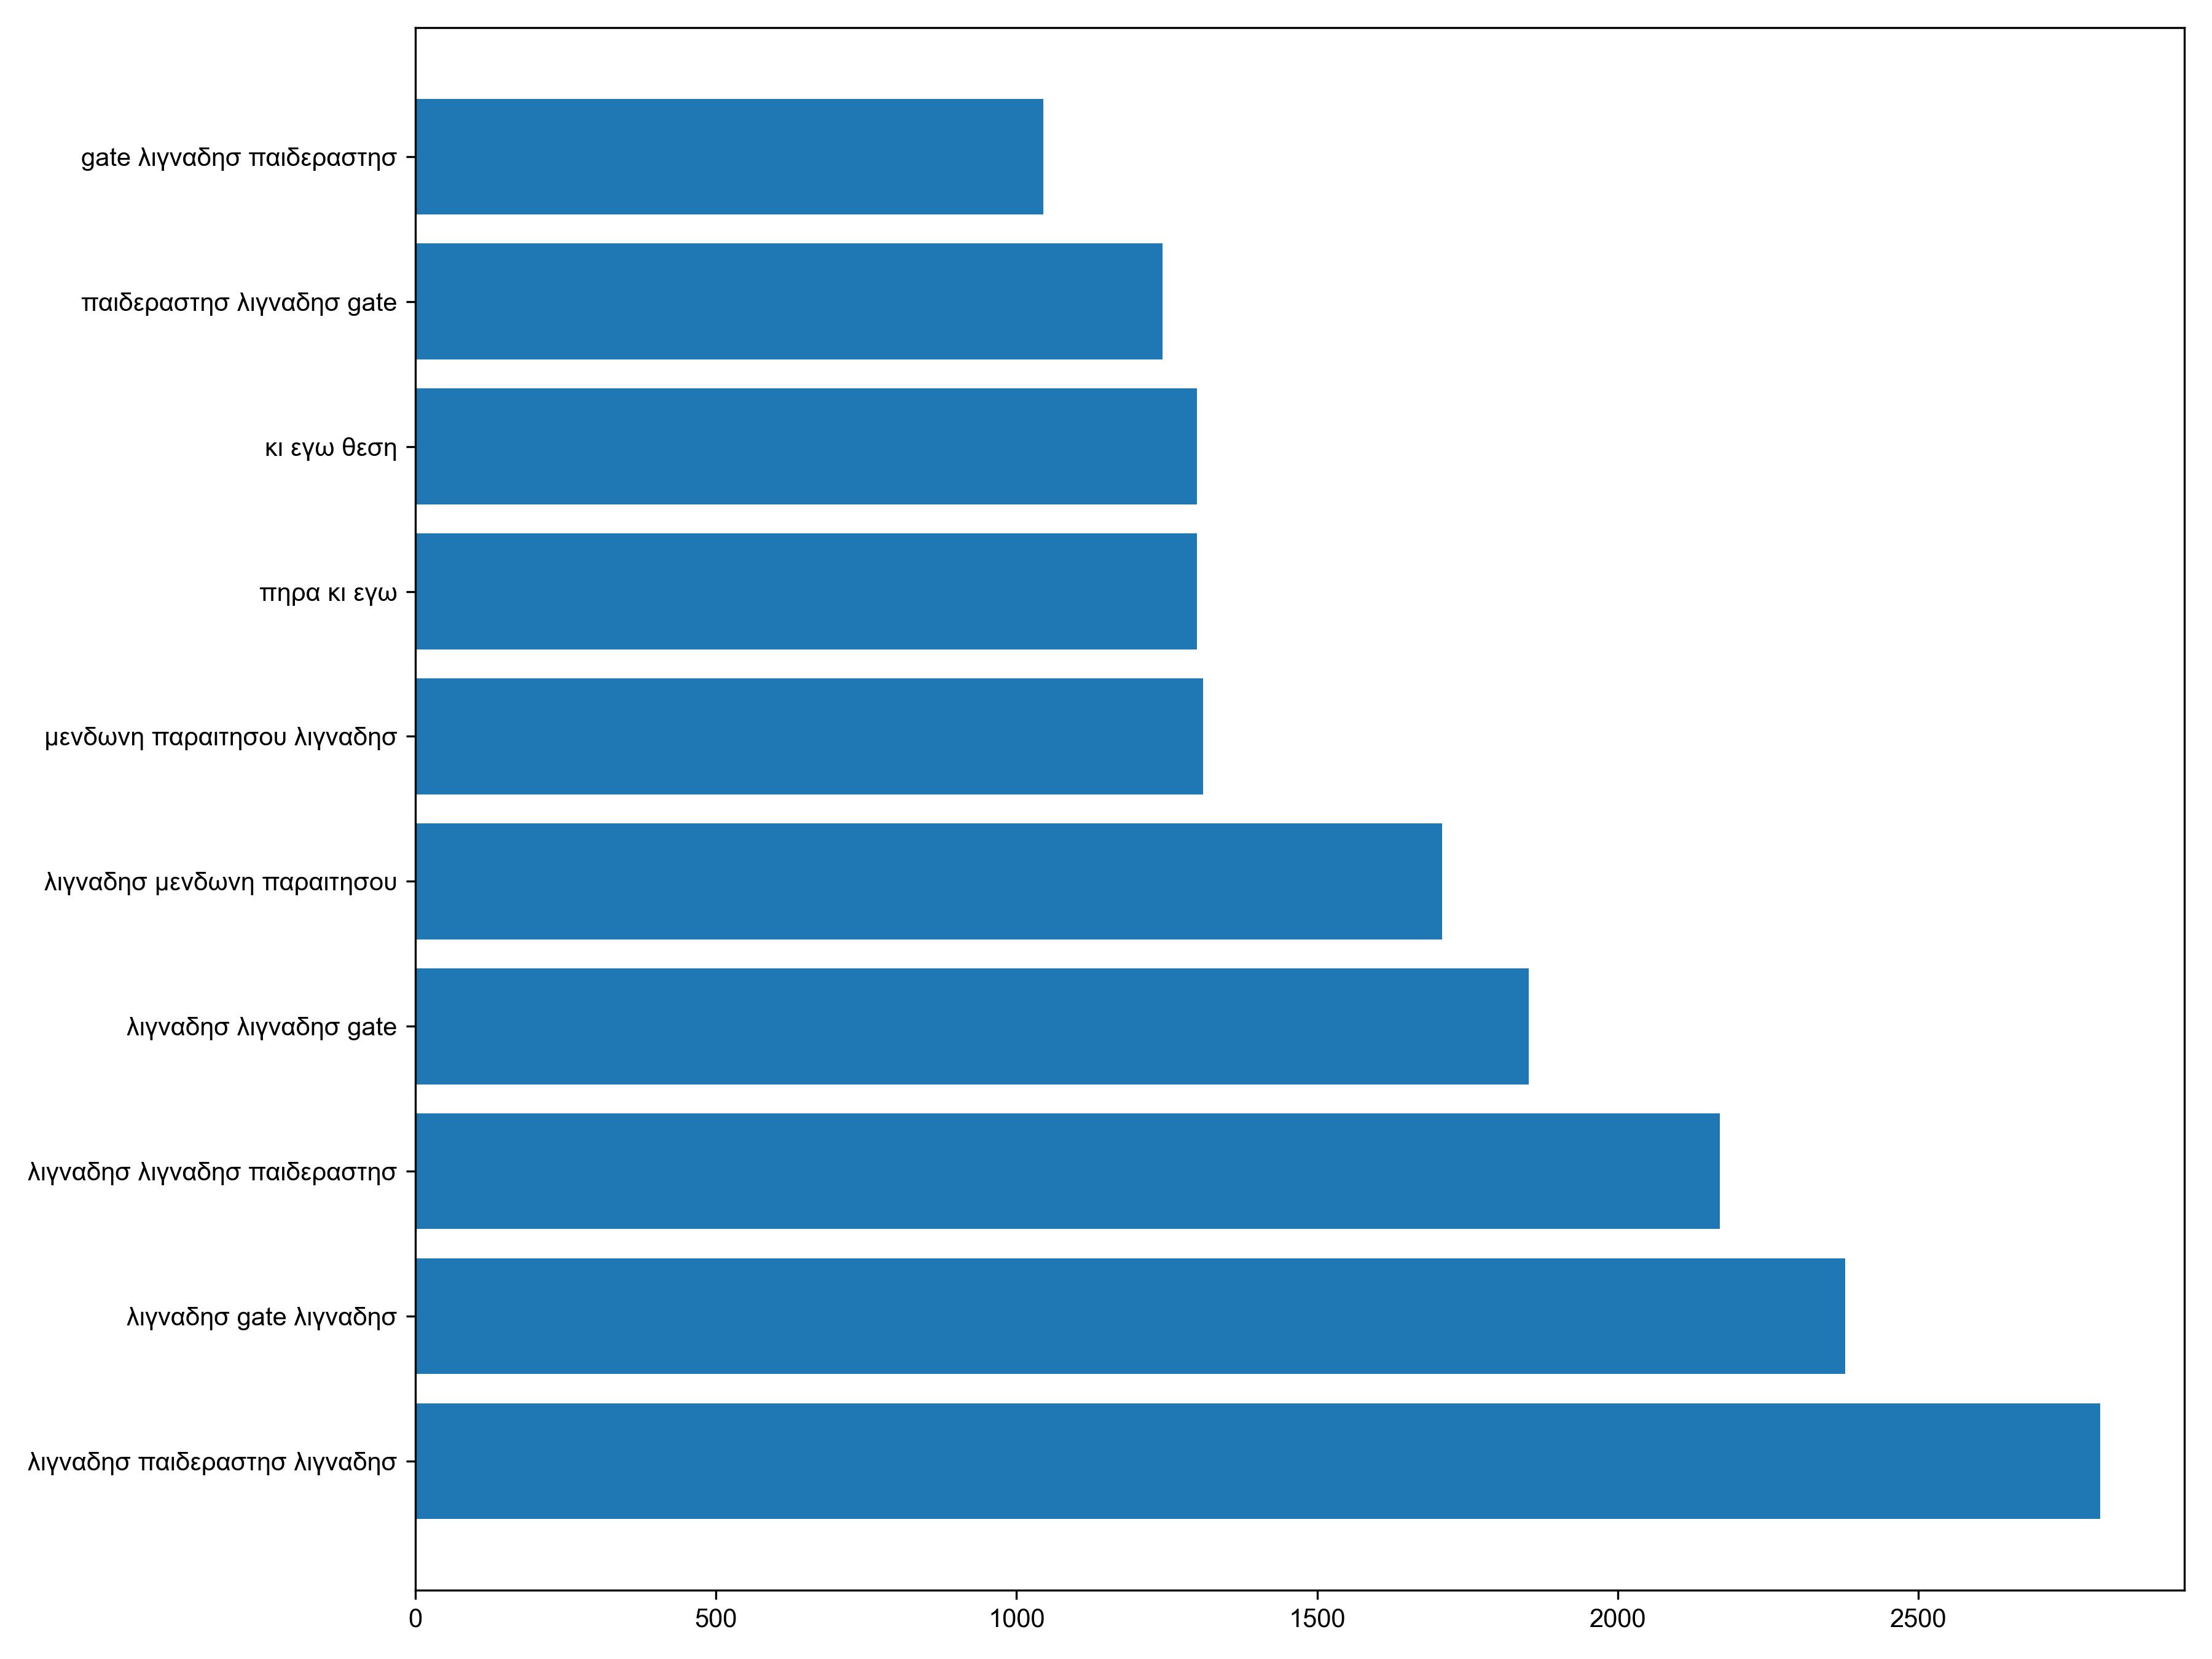 gate λιγναδησ παιδεραστησ
παιδεραστησ λιγναδησ gate
κι εγω θεση
πηρα κι εγω
μενδωνη παραιτησου λιγναδησ
λιγναδησ μενδωνη παραιτησου
λιγναδησ λιγναδησ gate
λιγναδησ λιγναδησ παιδεραστησ
λιγναδησ gate λιγναδησ
λιγναδησ παιδεραστησ λιγναδησ
0 500 1000 1500 2000 2500